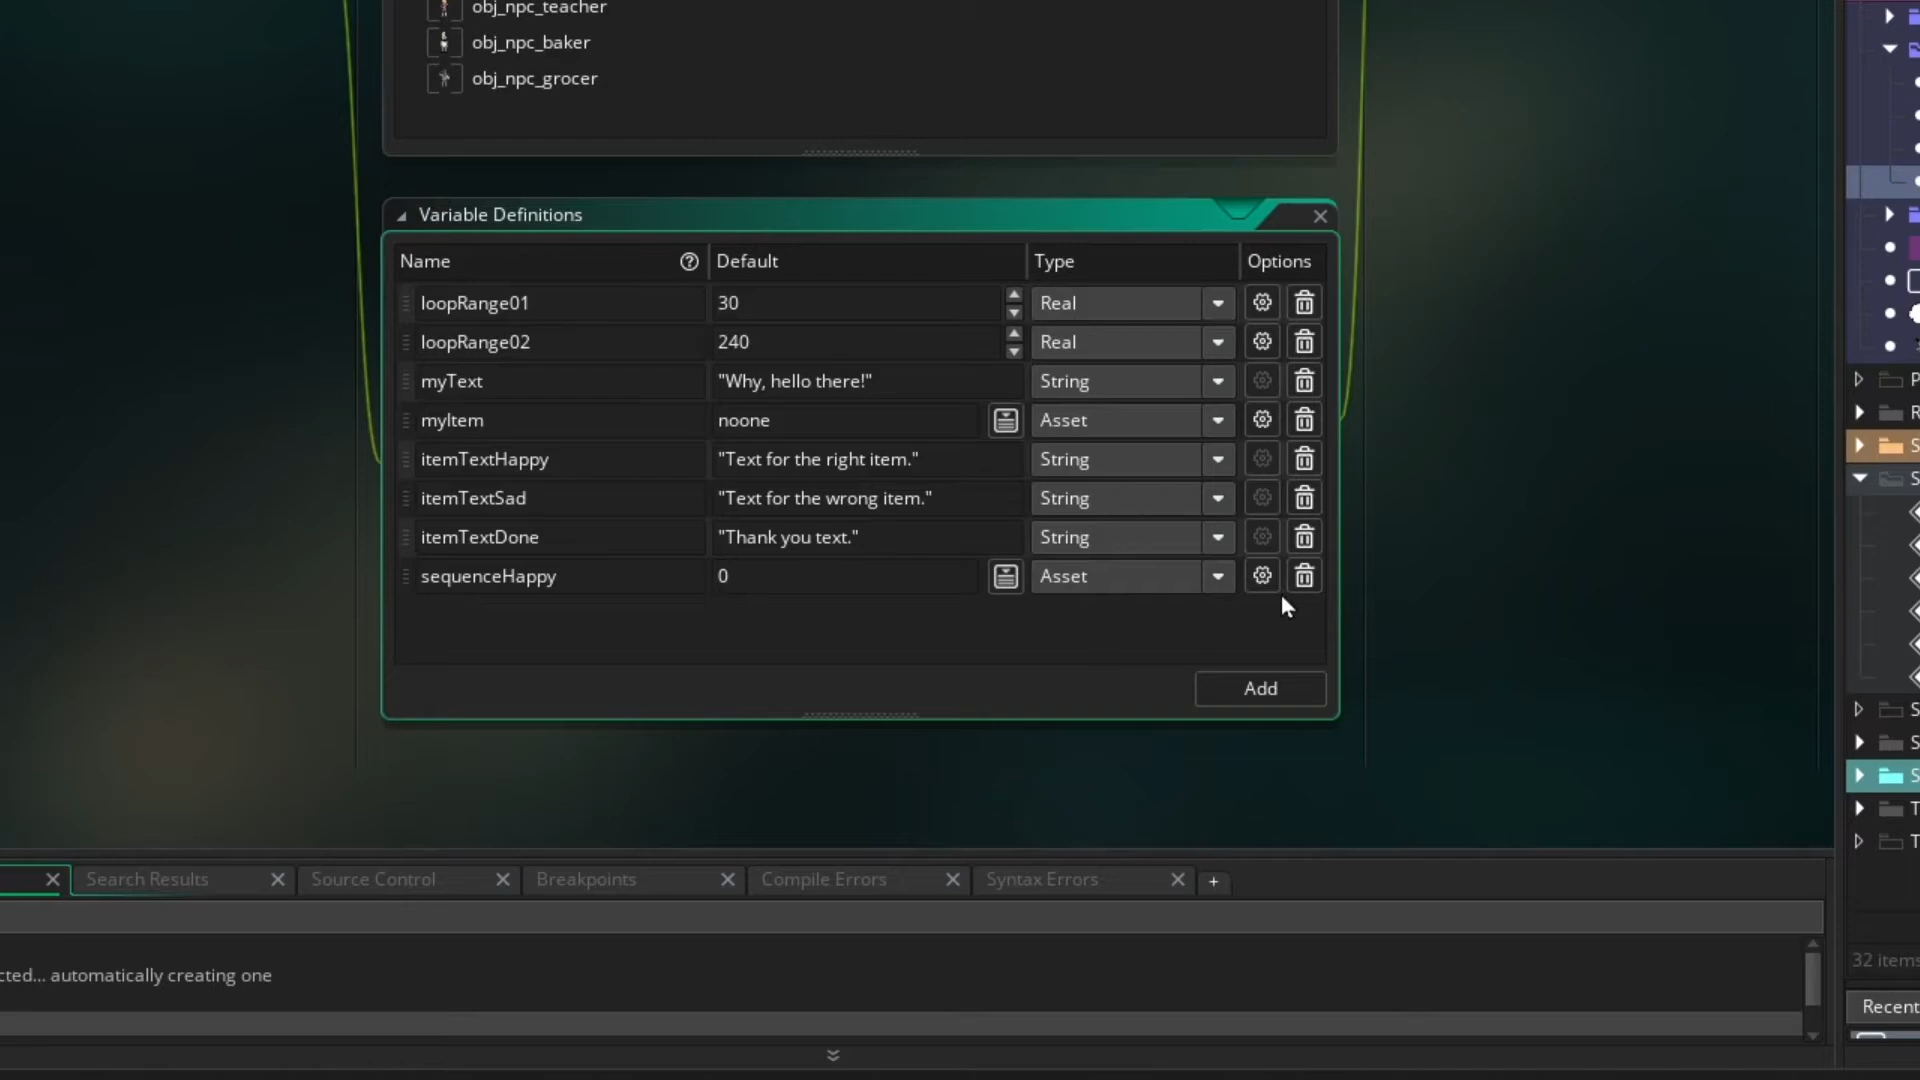 obj_npc_teacher
obj_npc_baker
obj_npc_grocer
Variable Definitions
Name Default Type Options
loopRange01 30 Real
loopRange02 240 Real
myText "Why, hello there!" String
myItem noone Asset
itemTextHappy "Text for the right item." String
itemTextSad "Text for the wrong item." String
itemTextDone "Thank you text." String
sequenceHappy 0 Asset
Add
P
R
S
S
S
S
S
T
T
32 items
Recent
Search Results Source Control Breakpoints Compile Errors Syntax Errors +
cted... automatically creating one